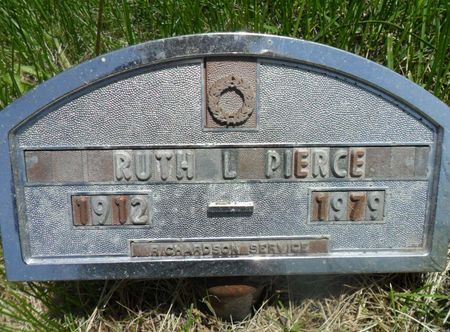 RUTH L PIERCE
1912 — 1979
RICHARDSON SERVICE